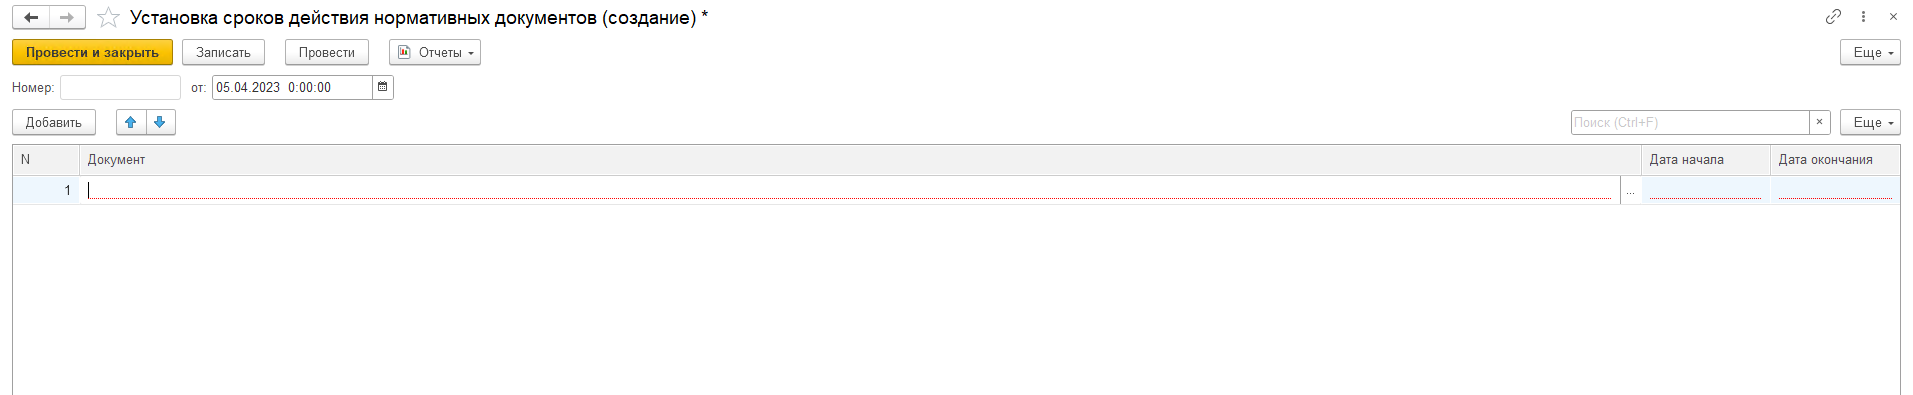 Установка сроков действия нормативных документов (создание) *
Провести и закрыть Записать Провести Отчеты Еще
Номер: от: 05.04.2023 0:00:00
Добавить Поиск (Ctrl+F) × Еще
N Документ Дата начала Дата окончания
1 ...